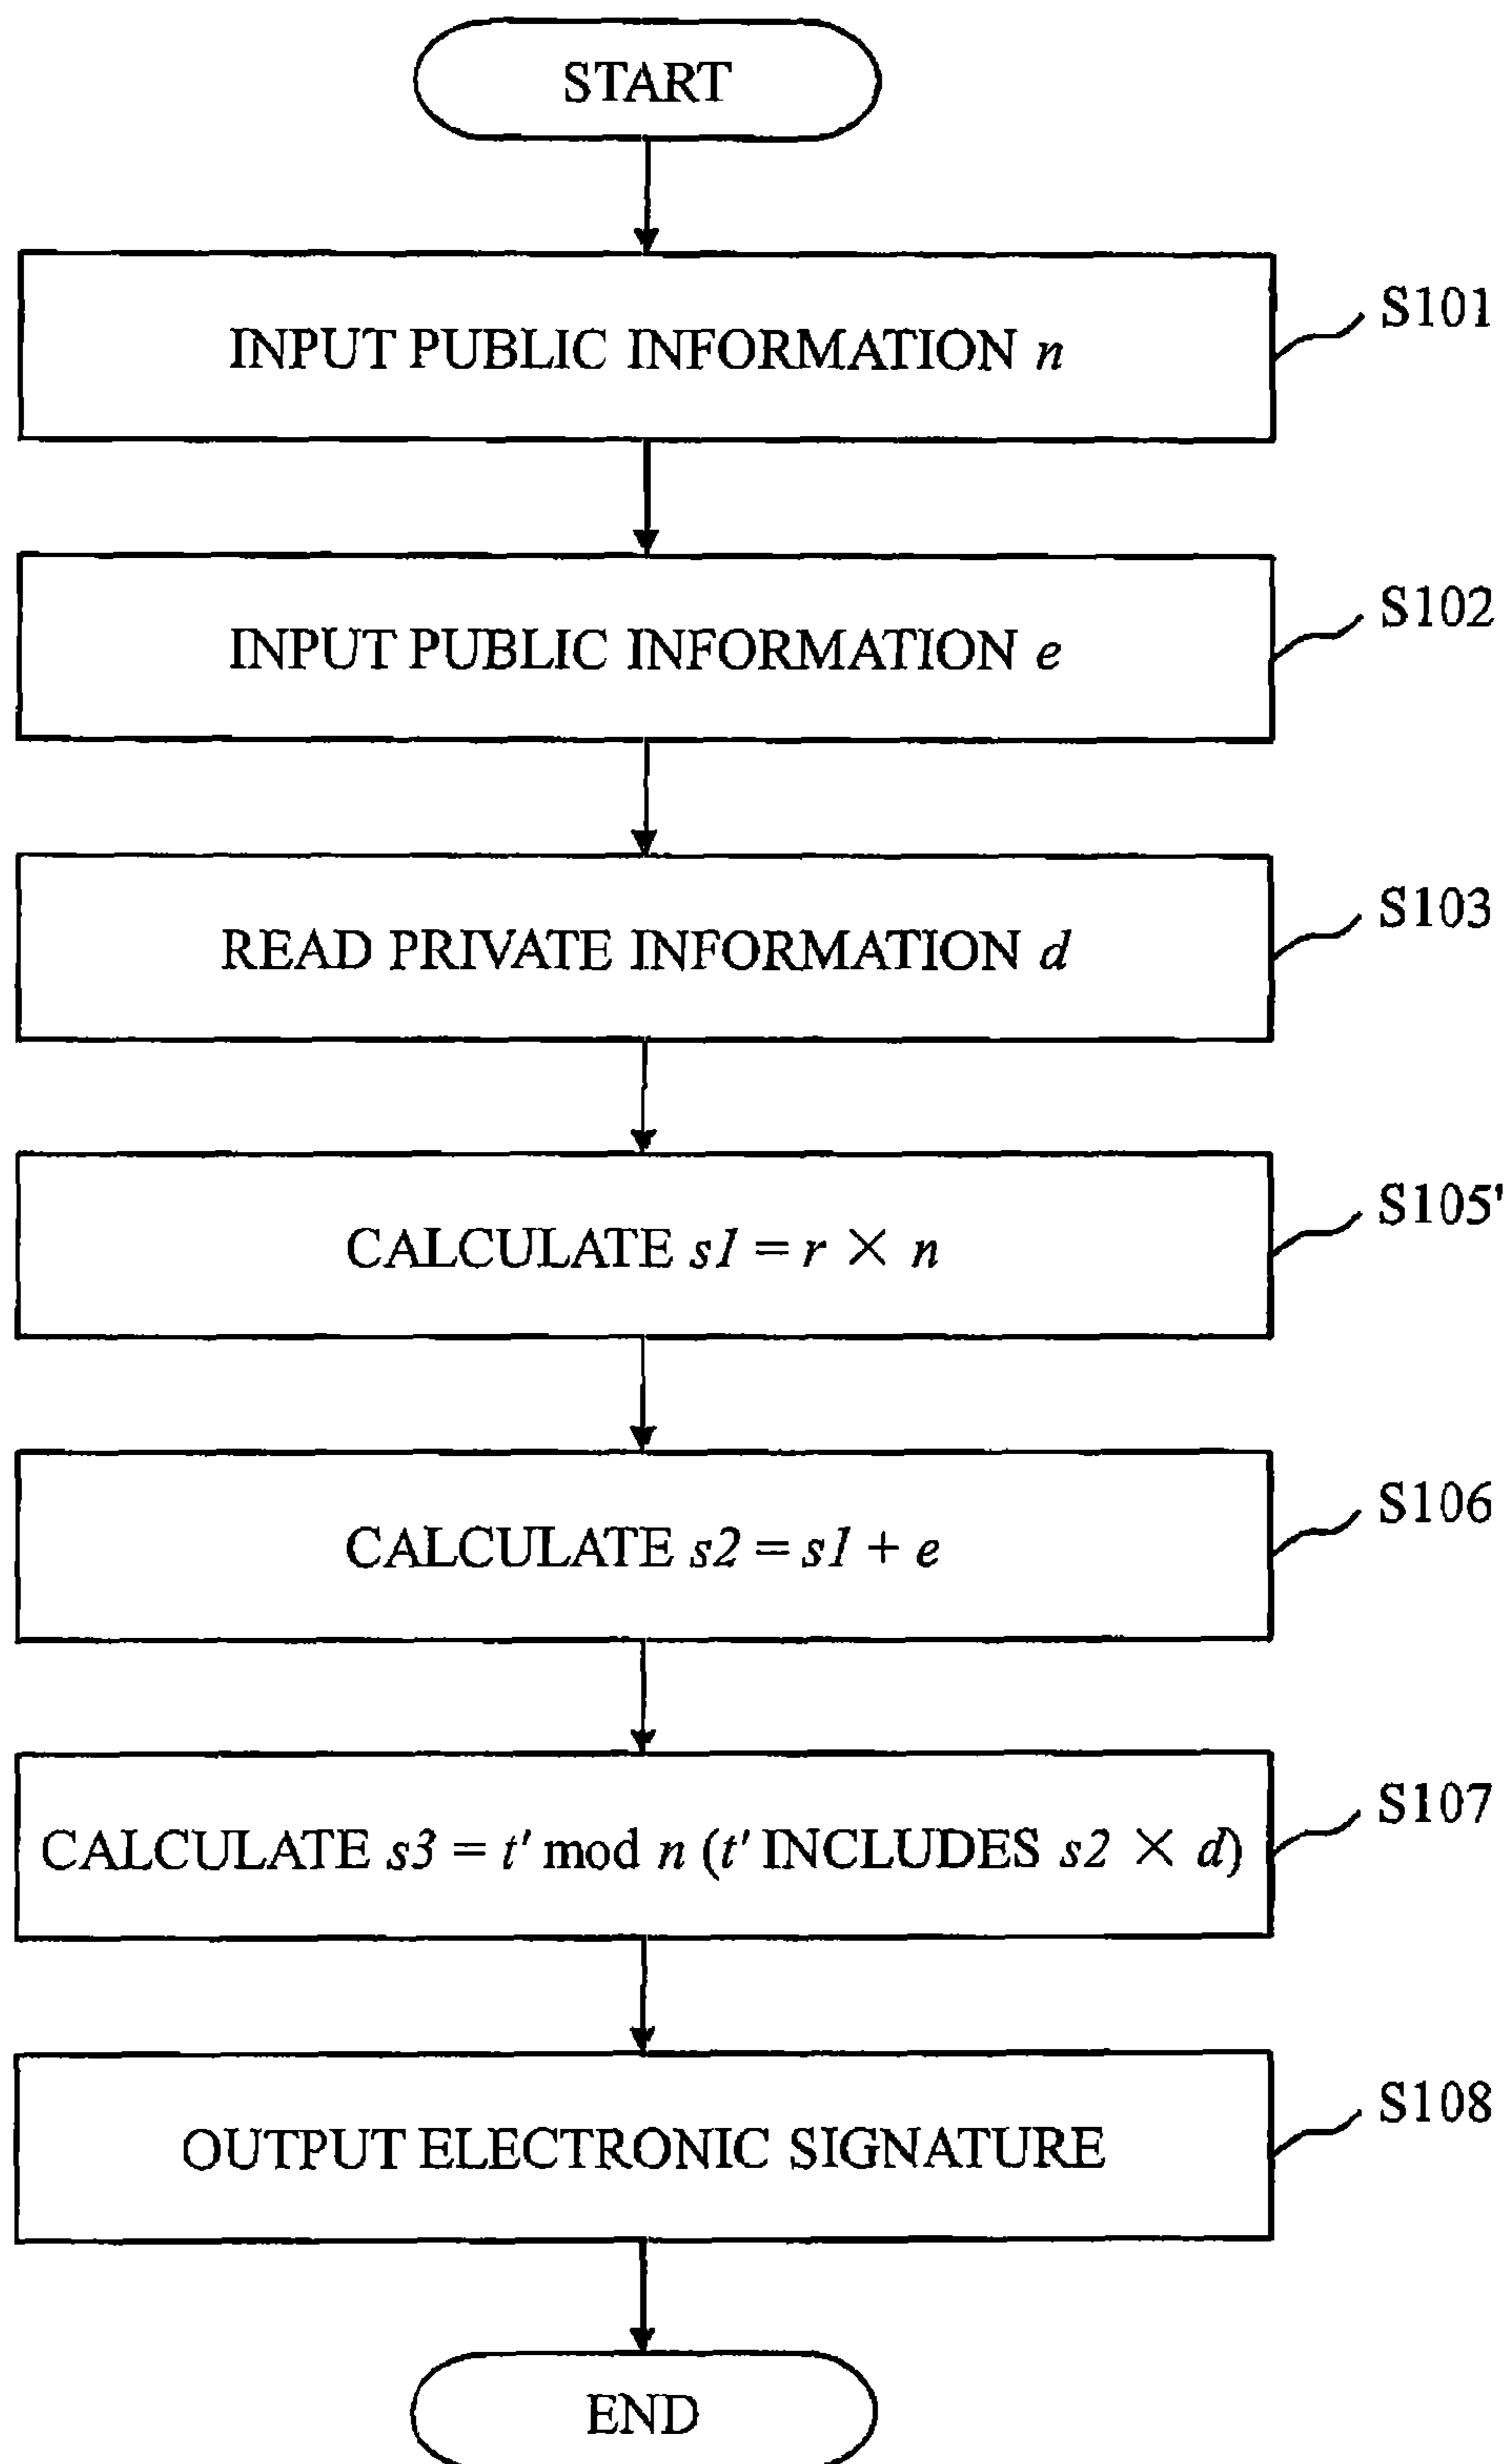 START
INPUT PUBLIC INFORMATION n
S101
INPUT PUBLIC INFORMATION e
S102
READ PRIVATE INFORMATION d
S103
CALCULATE s1 = r × n
S105'
CALCULATE s2 = s1 + e
S106
CALCULATE s3 = t' mod n (t' INCLUDES s2 × d)
S107
OUTPUT ELECTRONIC SIGNATURE
S108
END